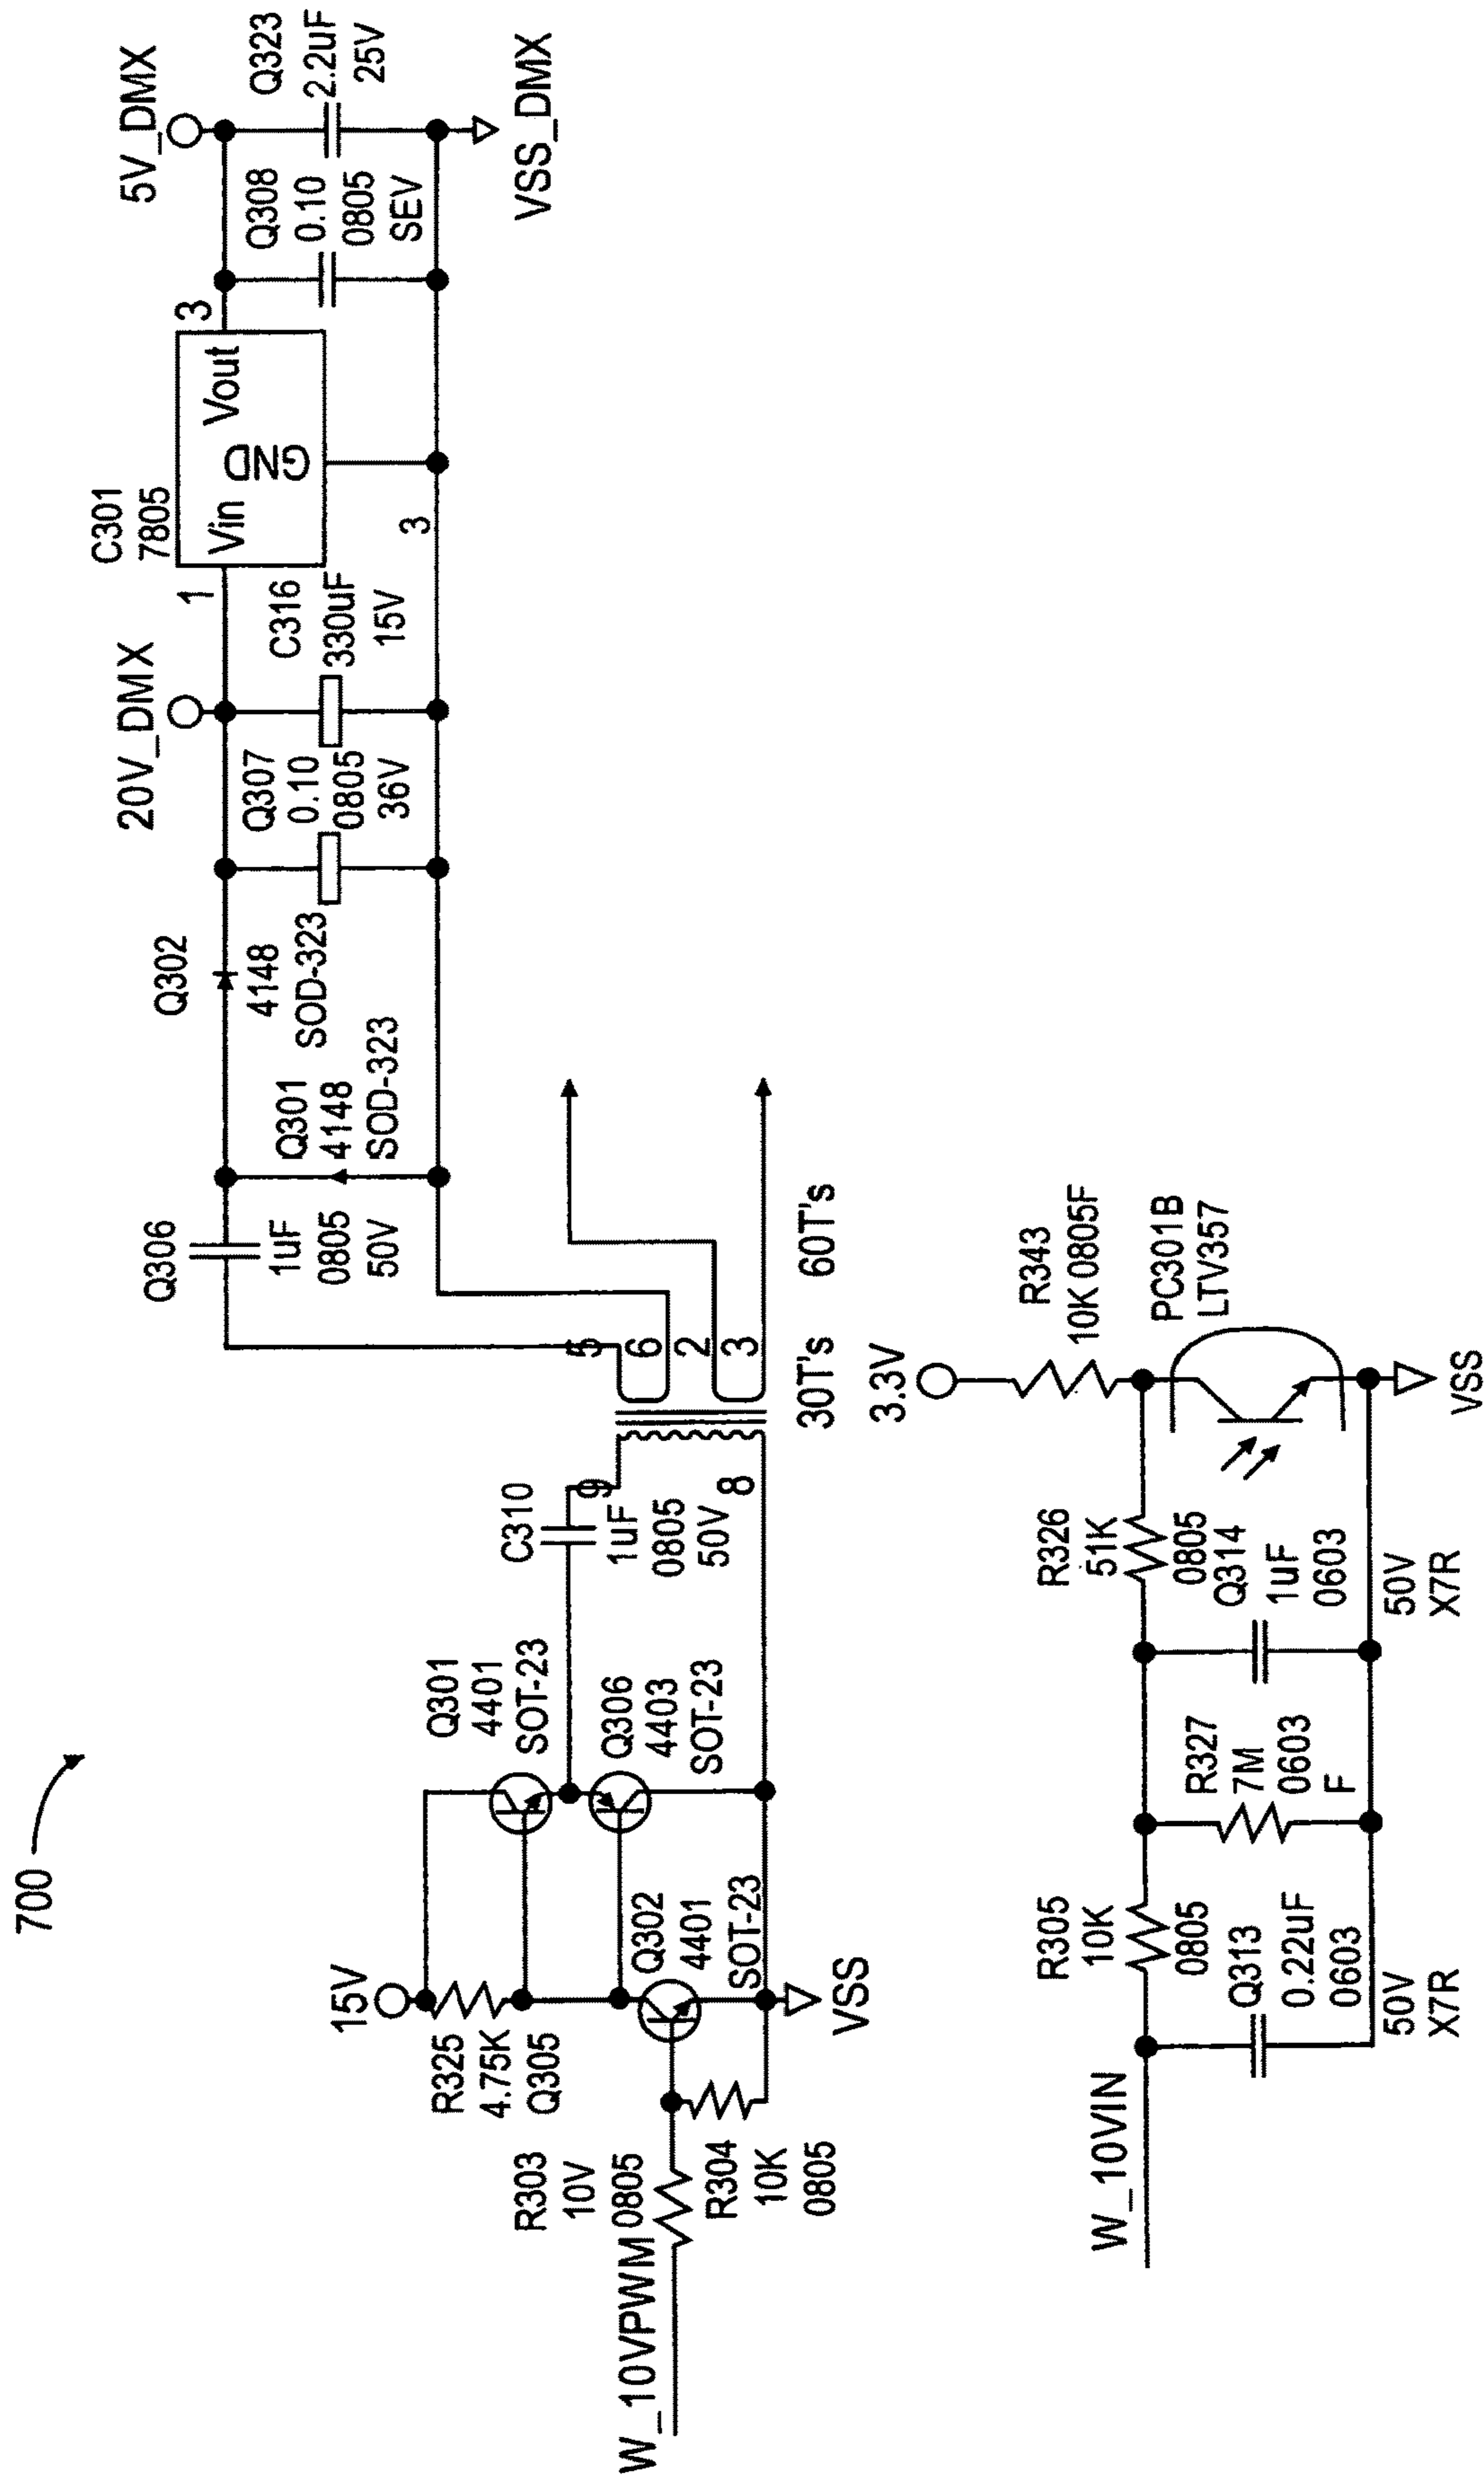 700
15V
R325
4.75K
Q305
Q301
4401
SOT-23
Q306
4403
SOT-23
Q302
4401
SOT-23
VSS
R303
10V
0805
W_10VPWM
R304
10K
0805
C310
1uF
0805
50V
9
8
5
6
2
3
30T's
60T's
Q306
1uF
0805
50V
Q301
4148
SOD-323
Q302
4148
SOD-323
20V_DMX
Q307
0.10
0805
36V
C316
330uF
15V
C301
7805
1
Vin
Vout
GND
3
3
5V_DMX
Q308
0.10
0805
SEV
Q323
2.2uF
25V
VSS_DMX
W_10VIN
R305
10K
0805
Q313
0.22uF
0603
50V
X7R
R327
7M
0603
F
R326
51K
0805
Q314
1uF
0603
50V
X7R
3.3V
R343
10K 0805F
PC301B
LTV357
VSS